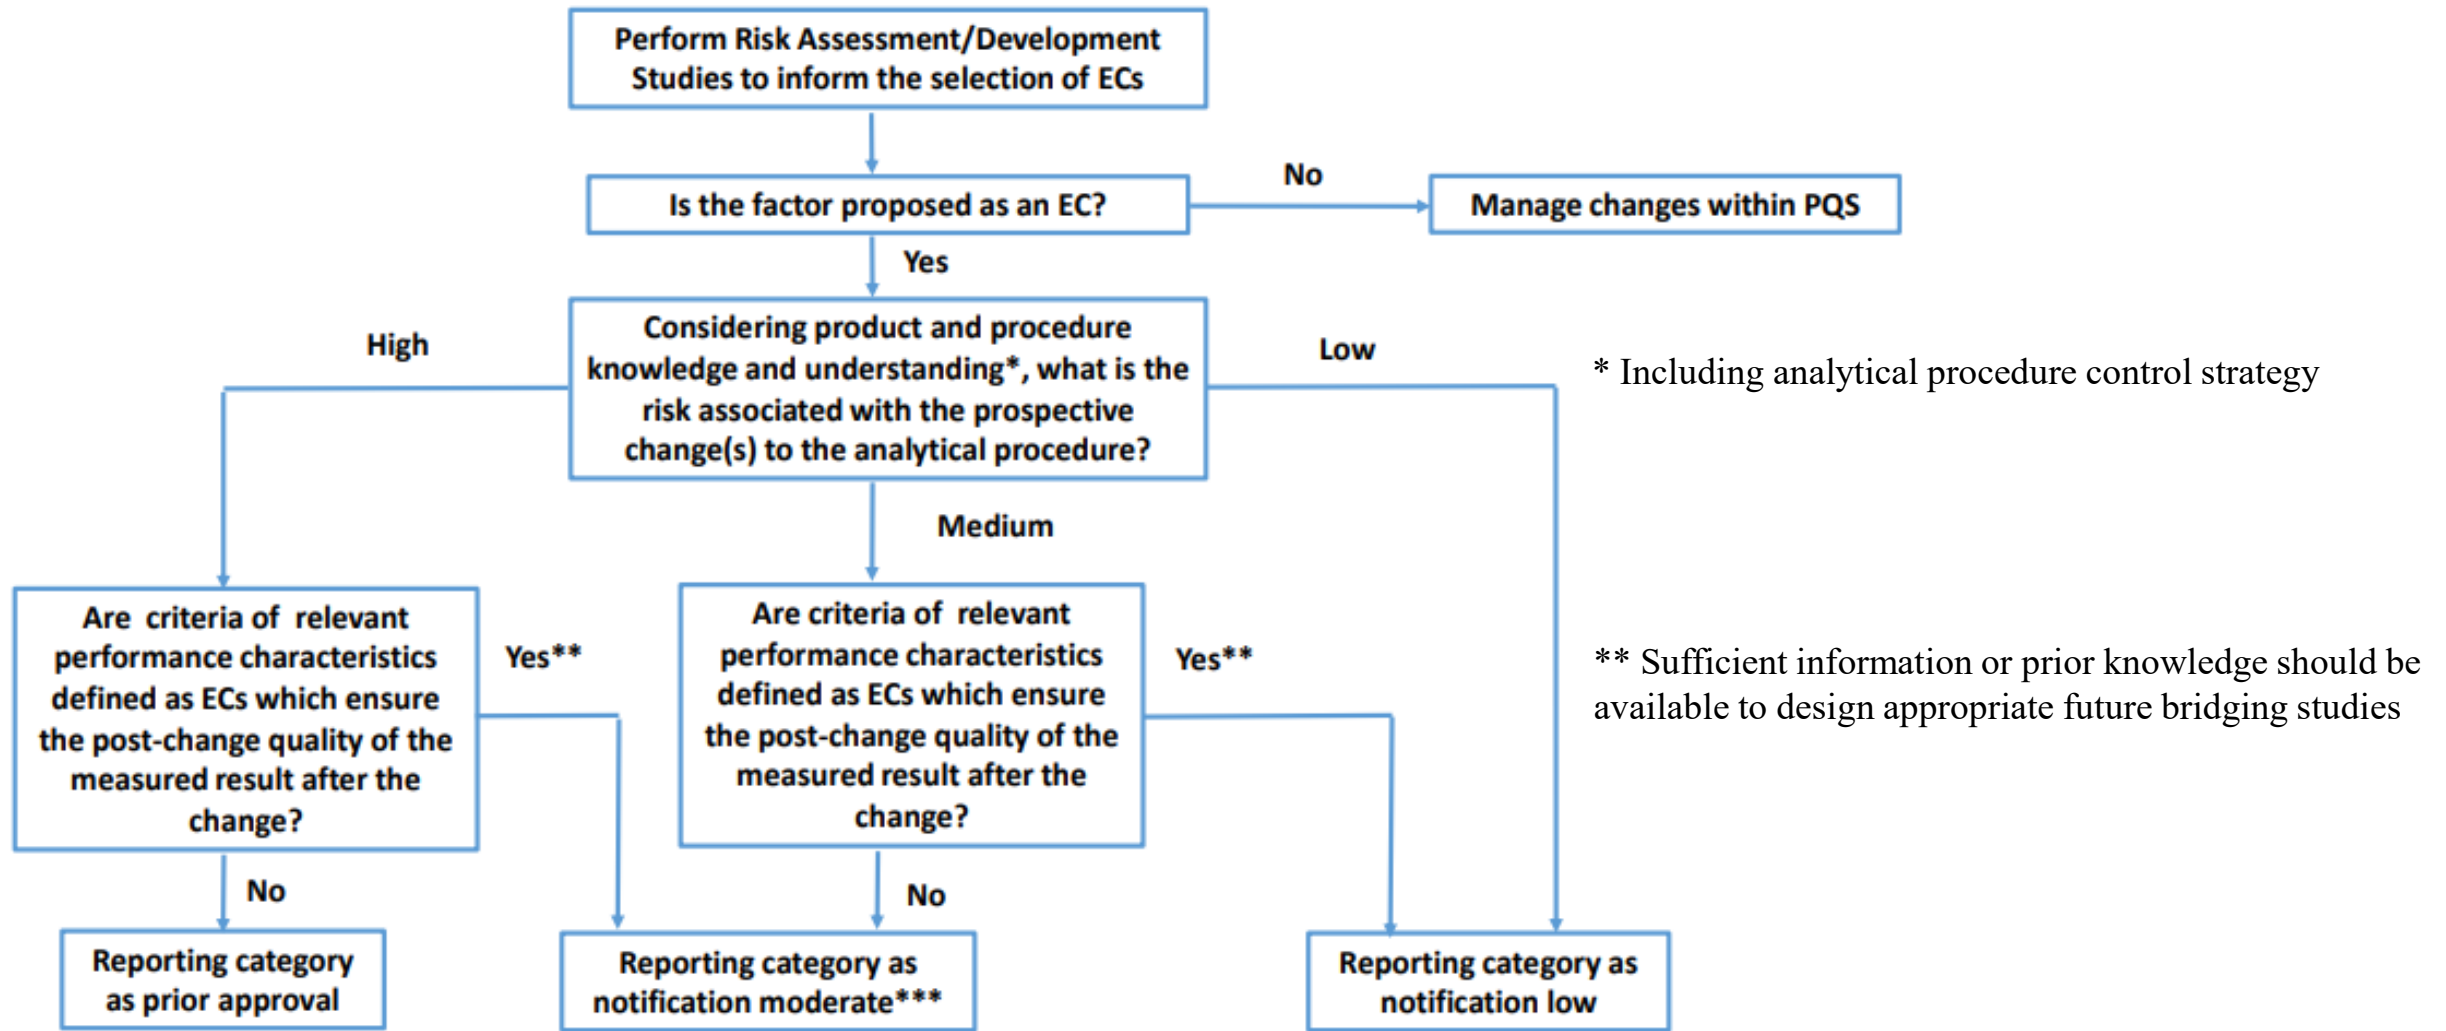 Perform Risk Assessment/Development
Studies to inform the selection of ECs
Is the factor proposed as an EC?
No
Manage changes within PQS
Yes
Considering product and procedure
knowledge and understanding*, what is the
risk associated with the prospective
change(s) to the analytical procedure?
High
Low
* Including analytical procedure control strategy
Medium
Are criteria of relevant
performance characteristics
defined as ECs which ensure
the post-change quality of the
measured result after the
change?
Yes**
Are criteria of relevant
performance characteristics
defined as ECs which ensure
the post-change quality of the
measured result after the
change?
Yes**
** Sufficient information or prior knowledge should be
available to design appropriate future bridging studies
No
No
Reporting category
as prior approval
Reporting category as
notification moderate***
Reporting category as
notification low